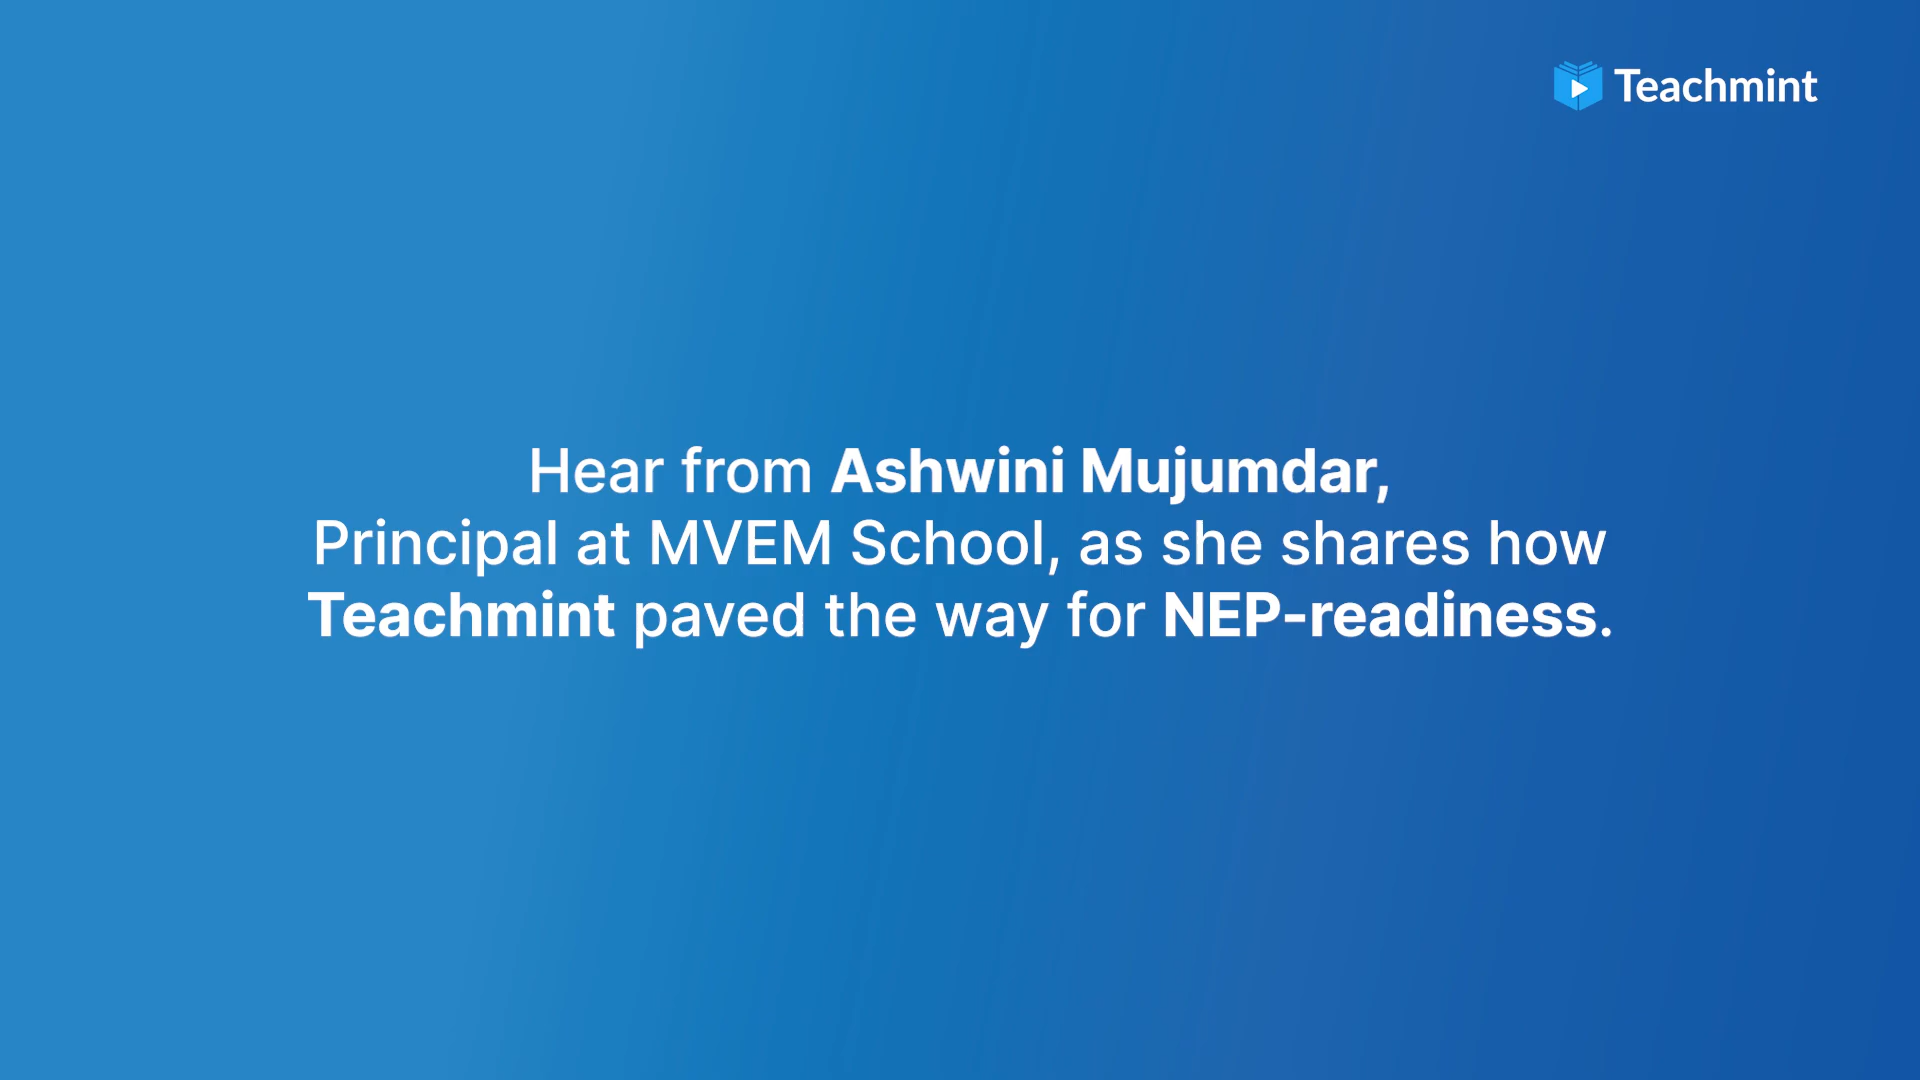 Teachmint
Hear from Ashwini Mujumdar,
Principal at MVEM School, as she shares how
Teachmint paved the way for NEP-readiness.